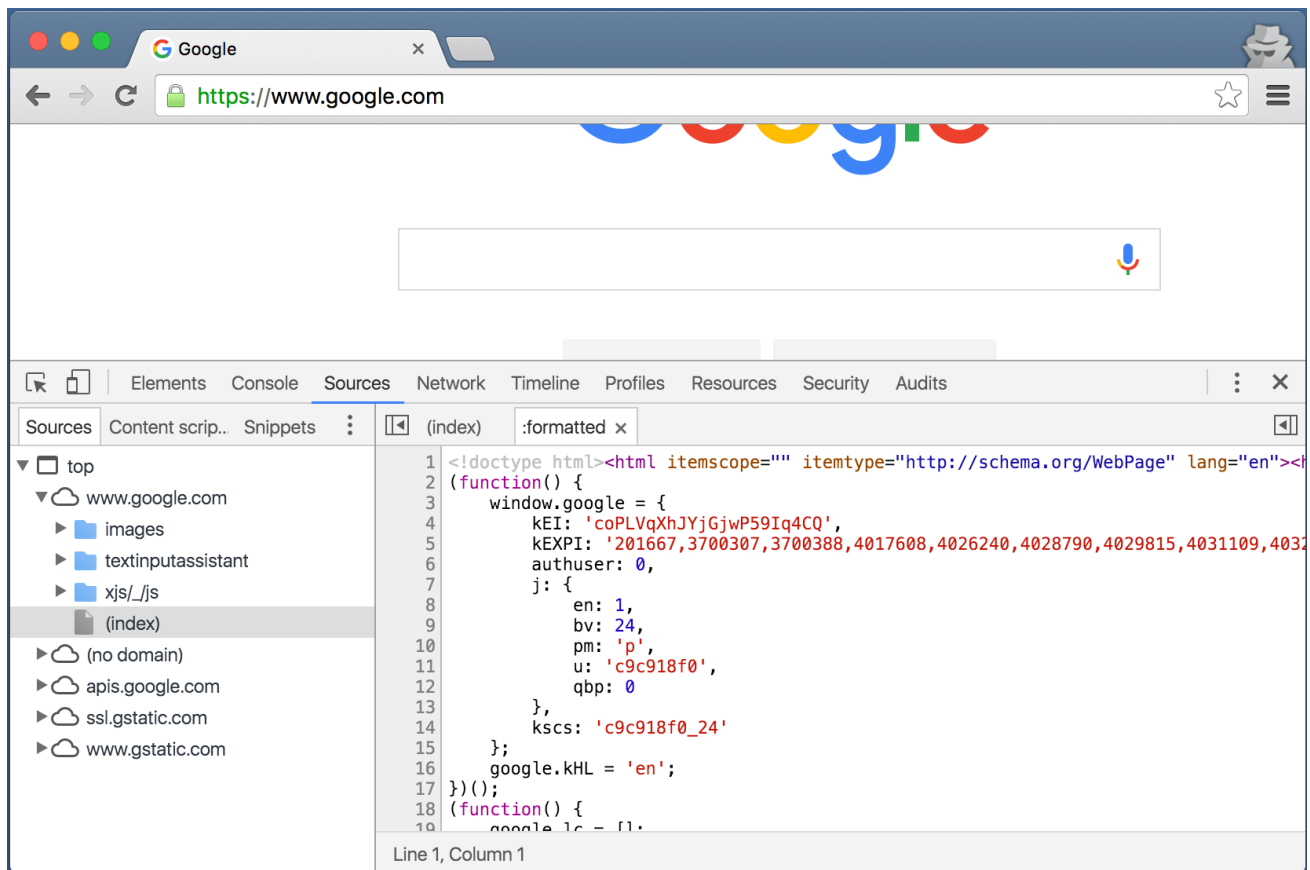 Google
https://www.google.com
Google
Elements Console Sources Network Timeline Profiles Resources Security Audits
Sources Content scrip... Snippets
(index) :formatted
top
www.google.com
images
textinputassistant
xjs/_/js
(index)
(no domain)
apis.google.com
ssl.gstatic.com
www.gstatic.com
1 <!doctype html><html itemscope="" itemtype="http://schema.org/WebPage" lang="en"><h
2 (function() {
3 window.google = {
4 kEI: 'coPLVqXhJYjGjwP59Iq4CQ',
5 kEXPI: '201667,3700307,3700388,4017608,4026240,4028790,4029815,4031109,4032
6 authuser: 0,
7 j: {
8 en: 1,
9 bv: 24,
10 pm: 'p',
11 u: 'c9c918f0',
12 qbp: 0
13 },
14 kscs: 'c9c918f0_24'
15 };
16 google.kHL = 'en';
17 })();
18 (function() {
19 google.lc = [];
Line 1, Column 1